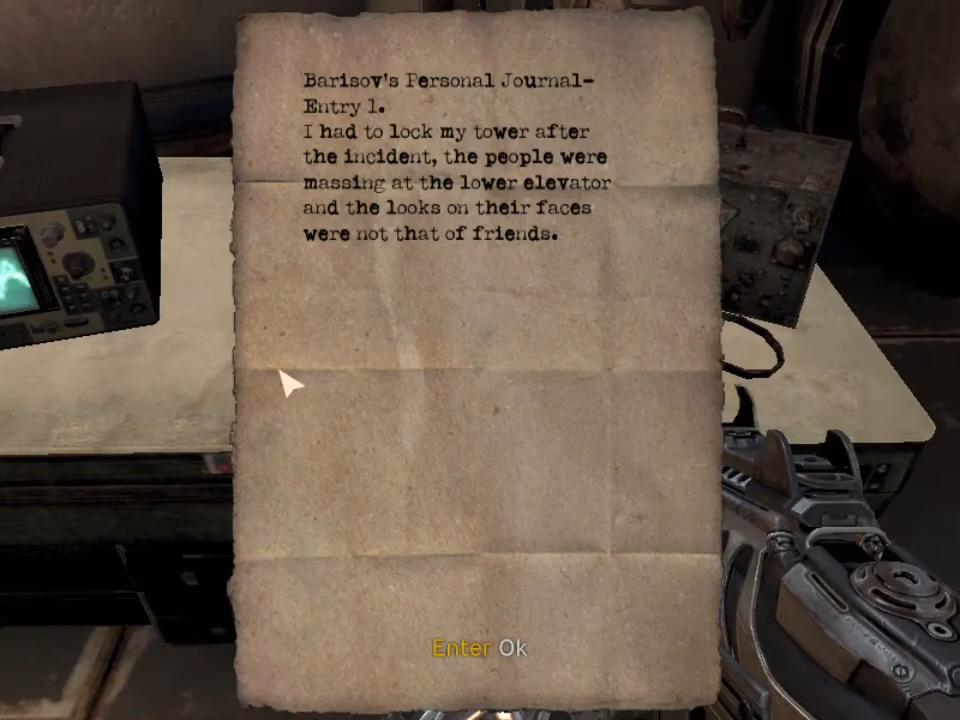 Barisov's Personal Journal-
Entry 1.
I had to lock my tower after
the incident, the people were
massing at the lower elevator
and the looks on their faces
were not that of friends.
Enter Ok